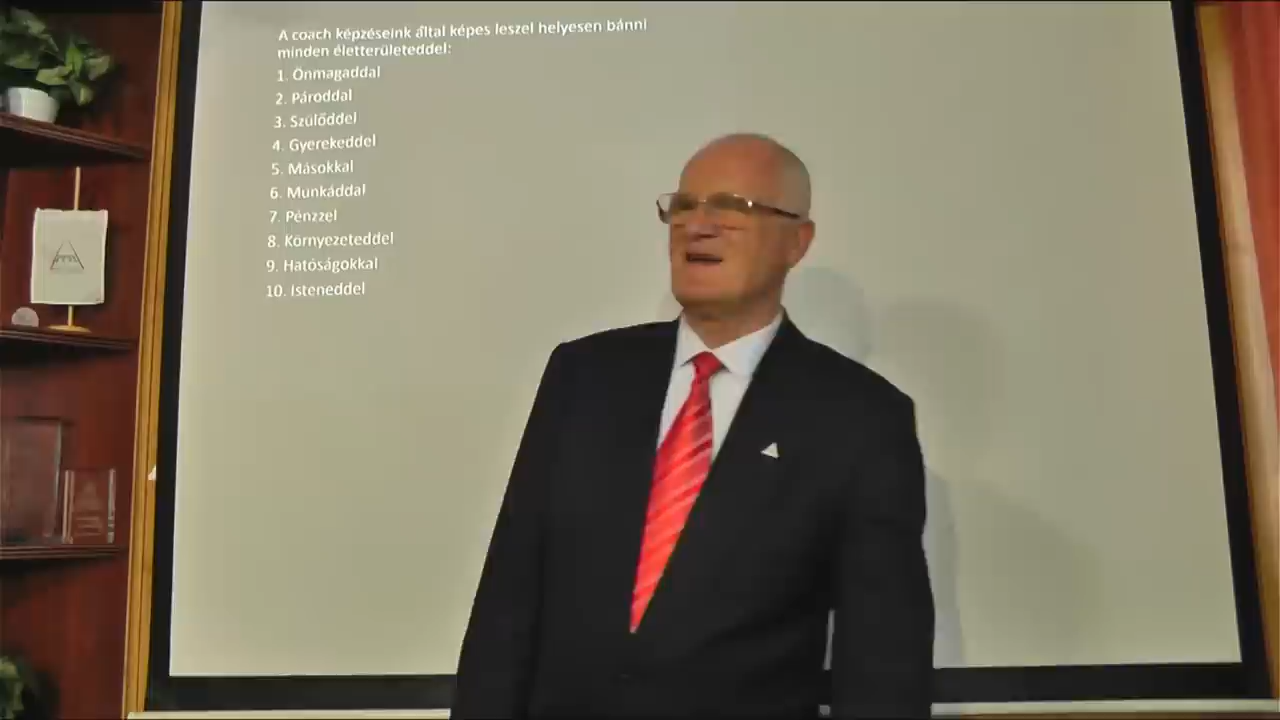 A coach képzéseink által képes leszel helyesen bánni
minden életterületeddel:
1. Önmagaddal
2. Pároddal
3. Szülőddel
4. Gyerekeddel
5. Másokkal
6. Munkáddal
7. Pénzzel
8. Környezeteddel
9. Hatóságokkal
10. Isteneddel